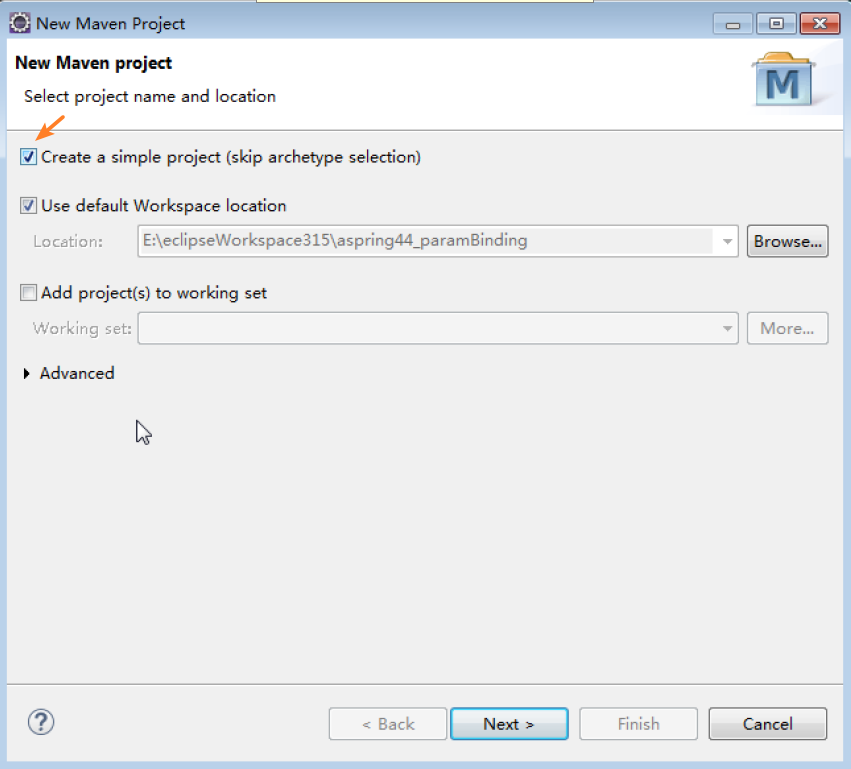 New Maven Project
New Maven project
Select project name and location
M
Create a simple project (skip archetype selection)
Use default Workspace location
Location: E:\eclipseWorkspace315\aspring44_paramBinding Browse...
Add project(s) to working set
Working set: More...
Advanced
? < Back Next > Finish Cancel